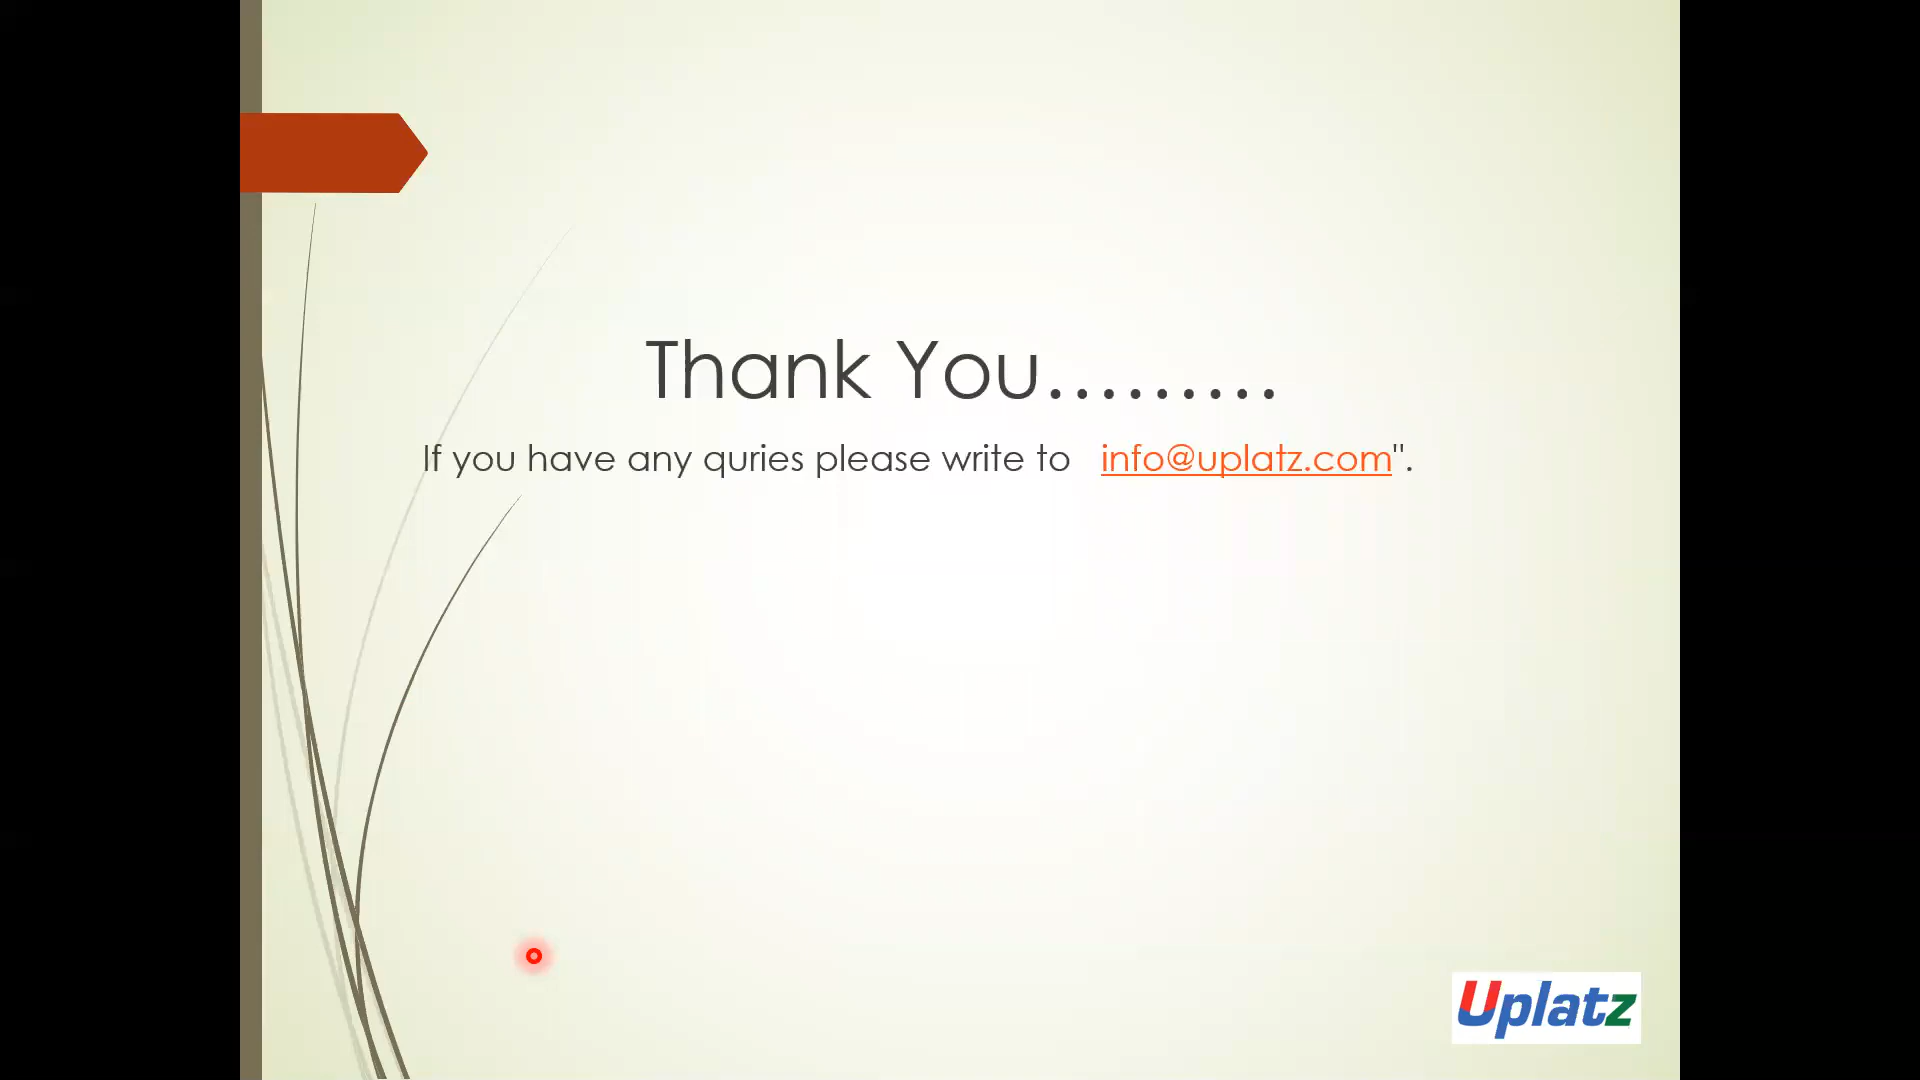 Thank You.........
If you have any quries please write to info@uplatz.com".
Uplatz